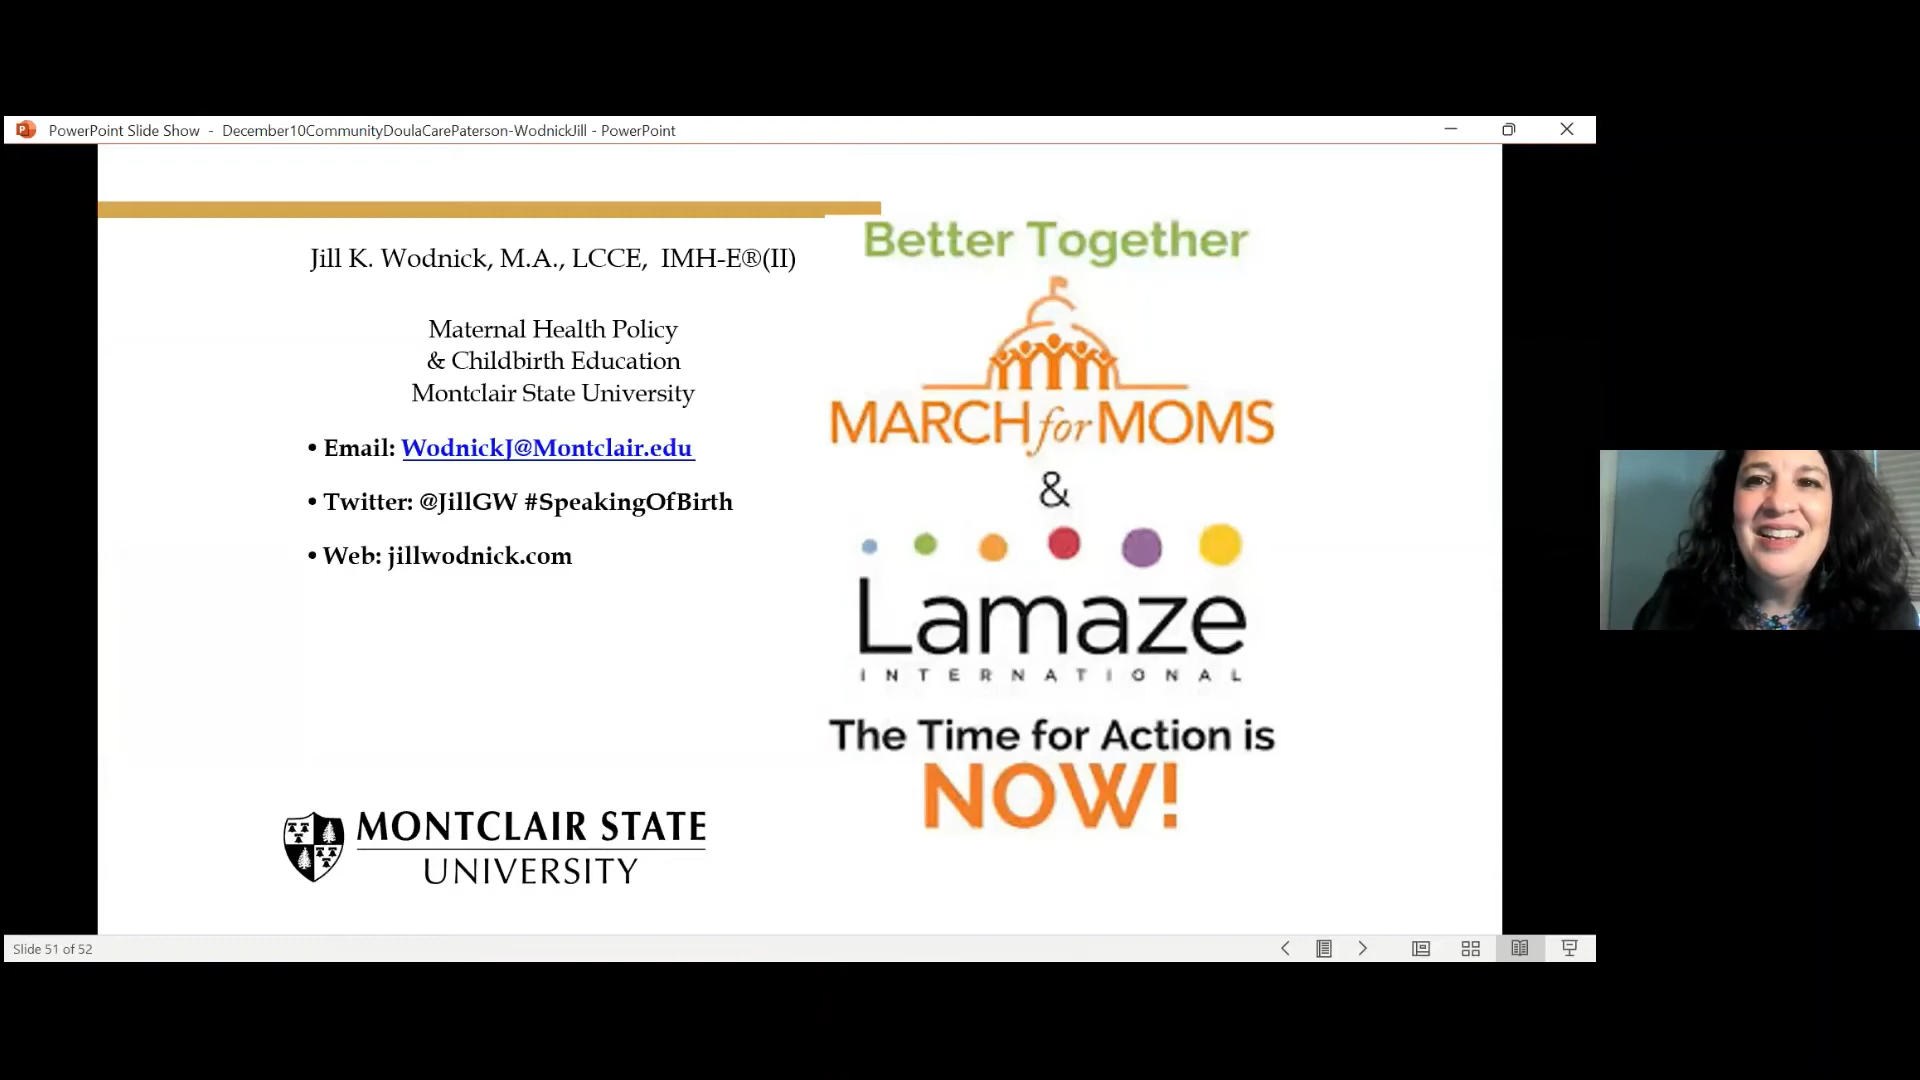 PowerPoint Slide Show - December10CommunityDoulaCarePaterson-WodnickJill - PowerPoint
Jill K. Wodnick, M.A., LCCE, IMH-E®(II)
Maternal Health Policy
& Childbirth Education
Montclair State University
• Email: WodnickJ@Montclair.edu
• Twitter: @JillGW #SpeakingOfBirth
• Web: jillwodnick.com
MONTCLAIR STATE
UNIVERSITY
Better Together
MARCH for MOMS
&
Lamaze
INTERNATIONAL
The Time for Action is
NOW!
Slide 51 of 52